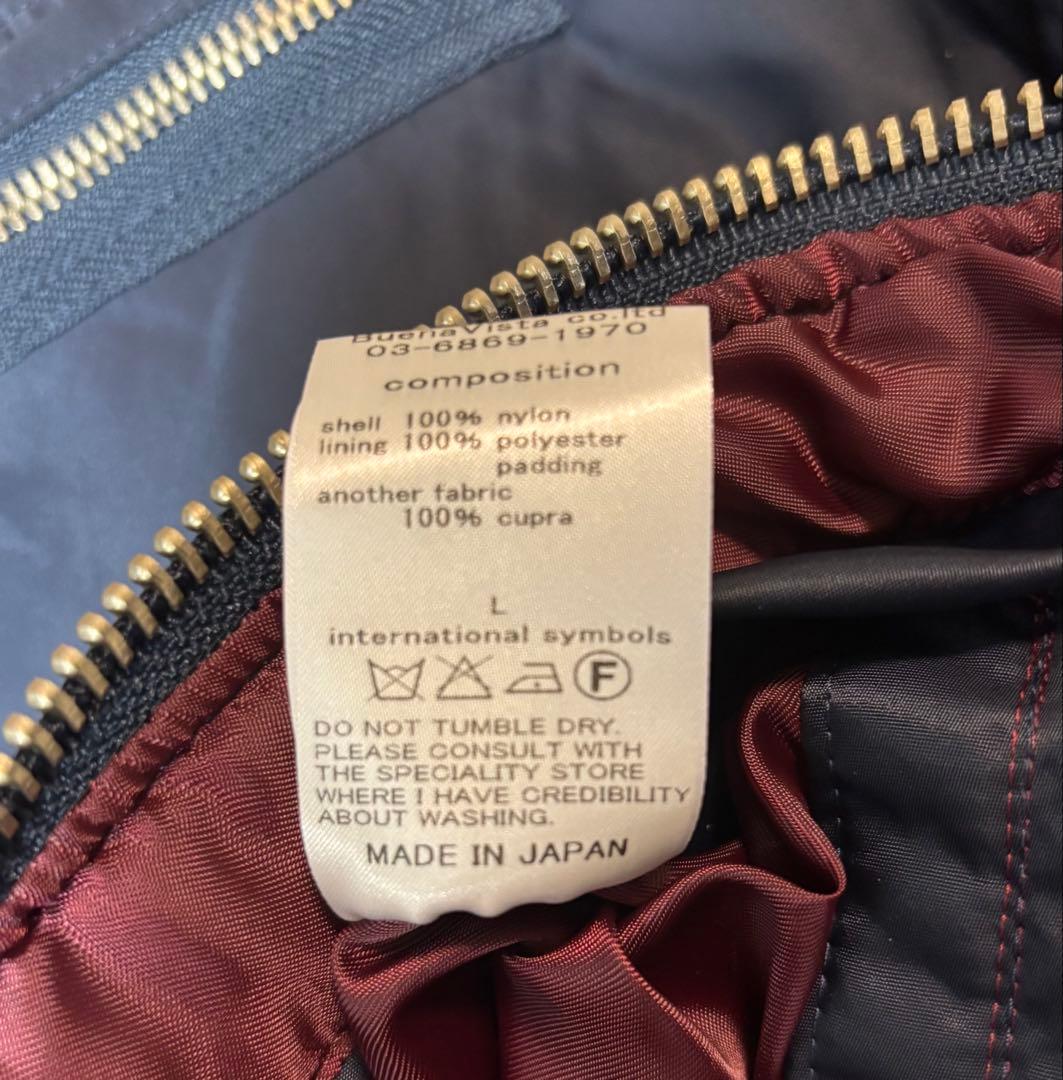 BuenaVista co.ltd
03-6869-1970
composition
shell 100% nylon
lining 100% polyester
padding
another fabric
100% cupra
L
international symbols
F
DO NOT TUMBLE DRY.
PLEASE CONSULT WITH
THE SPECIALITY STORE
WHERE I HAVE CREDIBILITY
ABOUT WASHING.
MADE IN JAPAN